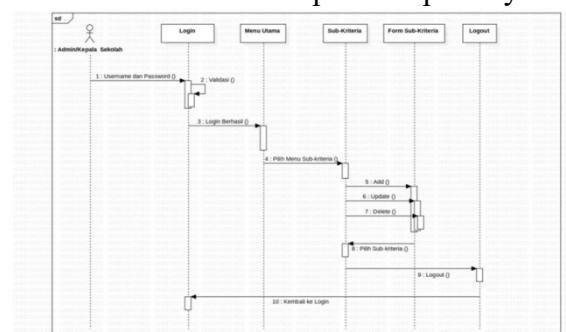 sd
Login
Menu Utama
Sub-Kriteria
Form Sub-Kriteria
Logout
: Admin/Kepala Sekolah
1 : Username dan Password ()
2 : Validasi ()
3 : Login Berhasil ()
4 : Pilih Menu Sub-kriteria ()
5 : Add ()
6 : Update ()
7 : Delete ()
8 : Pilih Sub-kriteria ()
9 : Logout ()
10 : Kembali ke Login